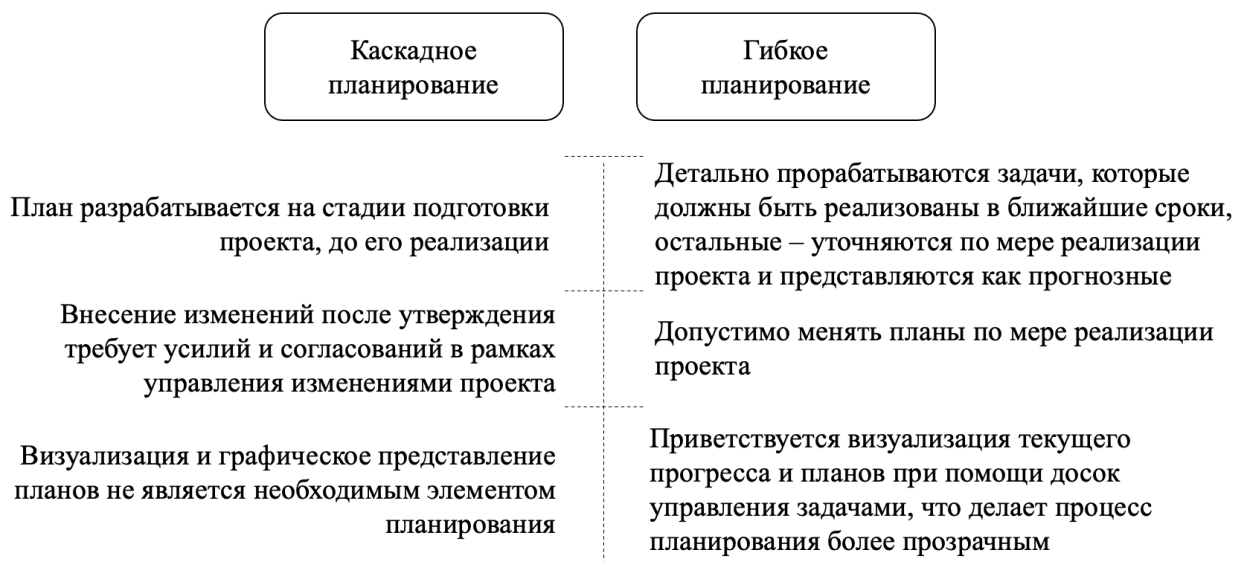 Каскадное
планирование
Гибкое
планирование
План разрабатывается на стадии подготовки
проекта, до его реализации
Детально прорабатываются задачи, которые
должны быть реализованы в ближайшие сроки,
остальные – уточняются по мере реализации
проекта и представляются как прогнозные
Внесение изменений после утверждения
требует усилий и согласований в рамках
управления изменениями проекта
Допустимо менять планы по мере реализации
проекта
Визуализация и графическое представление
планов не является необходимым элементом
планирования
Приветствуется визуализация текущего
прогресса и планов при помощи досок
управления задачами, что делает процесс
планирования более прозрачным